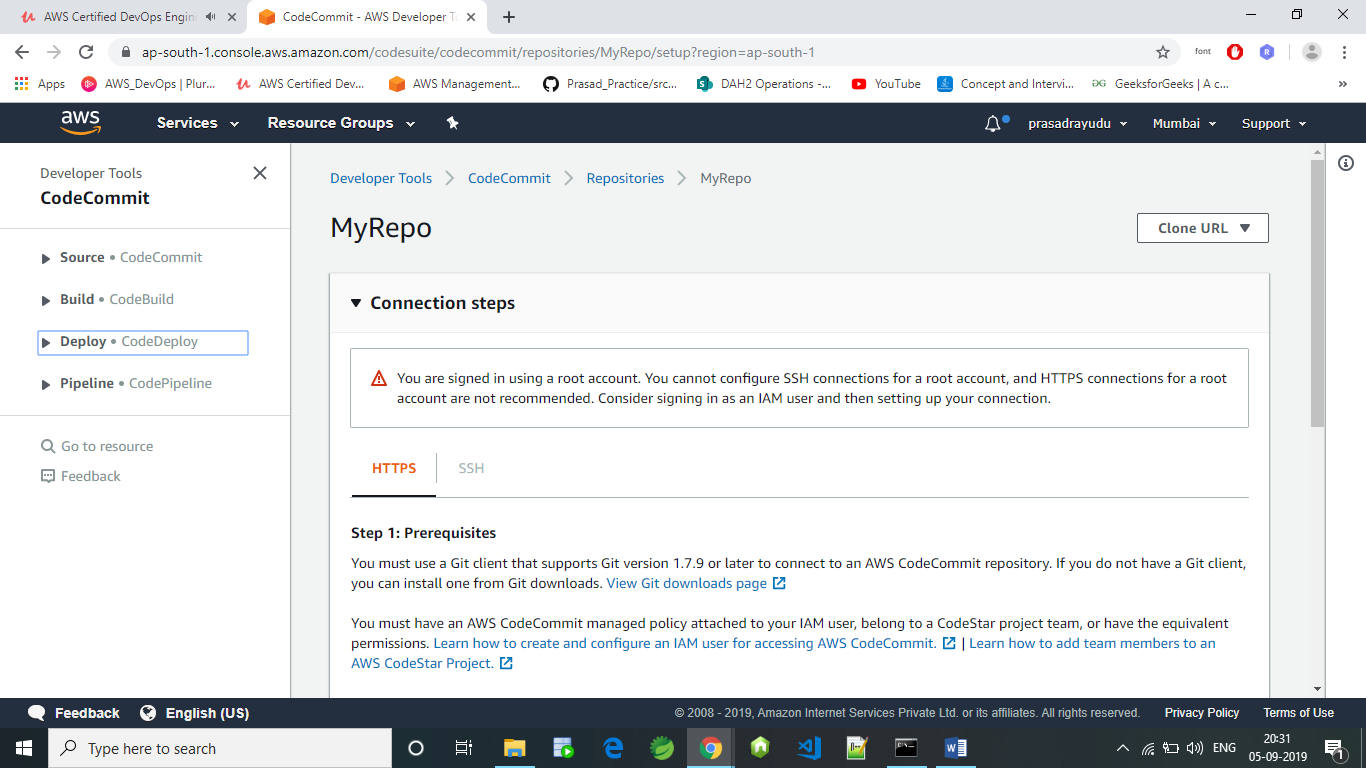 AWS Certified DevOps Engin
CodeCommit - AWS Developer To
ap-south-1.console.aws.amazon.com/codesuite/codecommit/repositories/MyRepo/setup?region=ap-south-1
font
R
Apps
AWS_DevOps | Plur...
AWS Certified Dev...
AWS Management...
Prasad_Practice/src...
DAH2 Operations -...
YouTube
Concept and Intervi...
GeeksforGeeks | A c...
»
aws
Services
Resource Groups
prasadrayudu
Mumbai
Support
Developer Tools
CodeCommit
Source • CodeCommit
Build • CodeBuild
Deploy • CodeDeploy
Pipeline • CodePipeline
Go to resource
Feedback
Developer Tools
CodeCommit
Repositories
MyRepo
MyRepo
Clone URL
Connection steps
You are signed in using a root account. You cannot configure SSH connections for a root account, and HTTPS connections for a root
account are not recommended. Consider signing in as an IAM user and then setting up your connection.
HTTPS
SSH
Step 1: Prerequisites
You must use a Git client that supports Git version 1.7.9 or later to connect to an AWS CodeCommit repository. If you do not have a Git client,
you can install one from Git downloads. View Git downloads page
You must have an AWS CodeCommit managed policy attached to your IAM user, belong to a CodeStar project team, or have the equivalent
permissions. Learn how to create and configure an IAM user for accessing AWS CodeCommit. | Learn how to add team members to an
AWS CodeStar Project.
Feedback
English (US)
© 2008 - 2019, Amazon Internet Services Private Ltd. or its affiliates. All rights reserved.
Privacy Policy
Terms of Use
Type here to search
ENG
20:31
05-09-2019
1